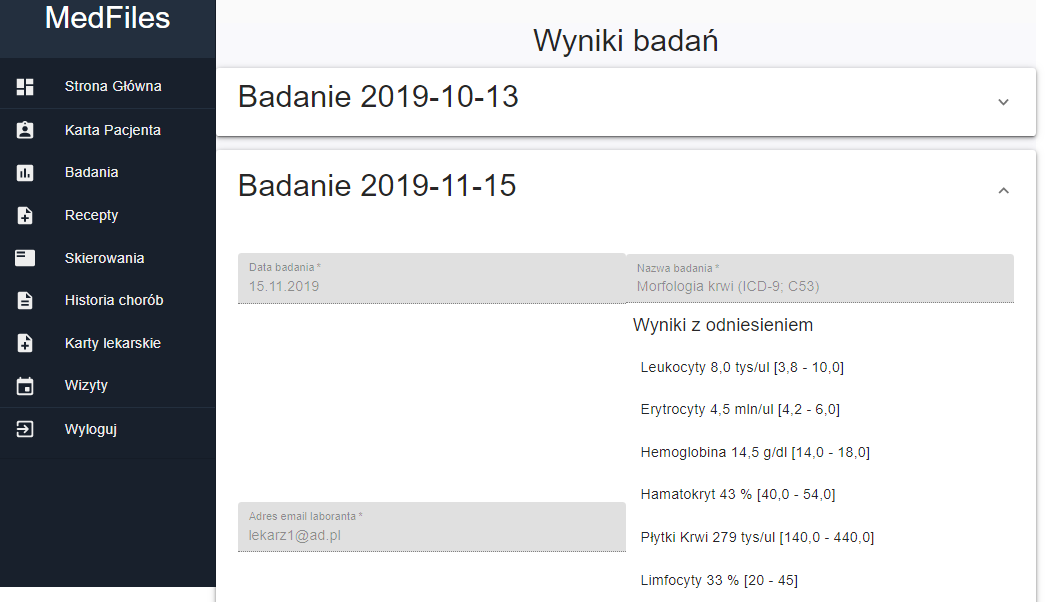 MedFiles
Strona Główna
Karta Pacjenta
Badania
Recepty
Skierowania
Historia chorób
Karty lekarskie
Wizyty
Wyloguj
Wyniki badań
Badanie 2019-10-13
Badanie 2019-11-15
Data badania *
15.11.2019
Nazwa badania *
Morfologia krwi (ICD-9; C53)
Wyniki z odniesieniem
Leukocyty 8,0 tys/ul [3,8 - 10,0]
Erytrocyty 4,5 mln/ul [4,2 - 6,0]
Hemoglobina 14,5 g/dl [14,0 - 18,0]
Hamatokryt 43 % [40,0 - 54,0]
Płytki Krwi 279 tys/ul [140,0 - 440,0]
Limfocyty 33 % [20 - 45]
Adres email laboranta *
lekarz1@ad.pl